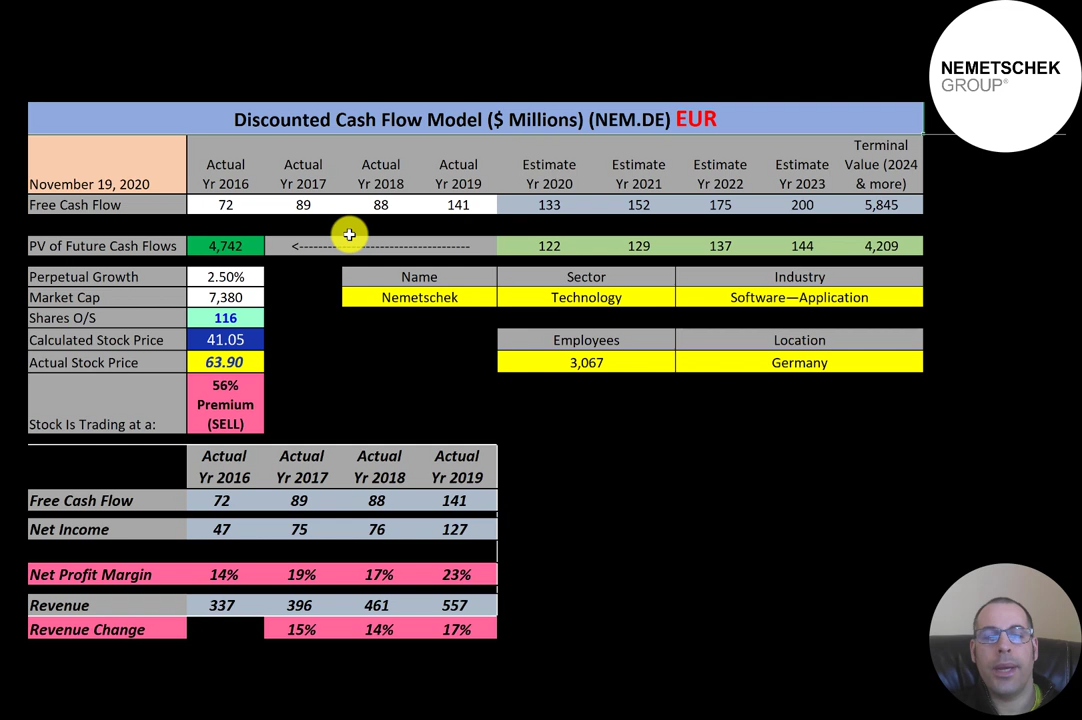 NEMETSCHEK
GROUP®
Discounted Cash Flow Model ($ Millions) (NEM.DE) EUR
November 19, 2020 Actual Yr 2016 Actual Yr 2017 Actual Yr 2018 Actual Yr 2019 Estimate Yr 2020 Estimate Yr 2021 Estimate Yr 2022 Estimate Yr 2023 Terminal Value (2024 & more)
Free Cash Flow 72 89 88 141 133 152 175 200 5,845
PV of Future Cash Flows 4,742 <---------------------------------------- 122 129 137 144 4,209
Perpetual Growth 2.50% Name Sector Industry
Market Cap 7,380 Nemetschek Technology Software—Application
Shares O/S 116
Calculated Stock Price 41.05 Employees Location
Actual Stock Price 63.90 3,067 Germany
Stock Is Trading at a: 56% Premium (SELL)
Actual Yr 2016 Actual Yr 2017 Actual Yr 2018 Actual Yr 2019
Free Cash Flow 72 89 88 141
Net Income 47 75 76 127
Net Profit Margin 14% 19% 17% 23%
Revenue 337 396 461 557
Revenue Change 15% 14% 17%